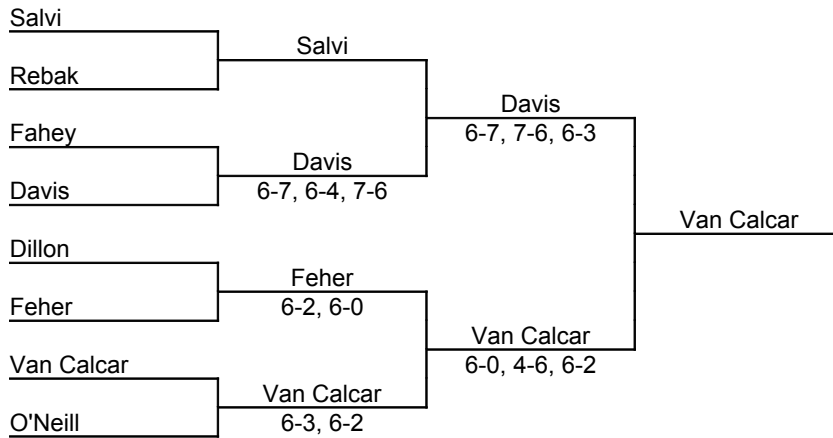 Salvi
Rebak
Fahey
Davis
Dillon
Feher
Van Calcar
O'Neill
Salvi
Davis
6-7, 6-4, 7-6
Feher
6-2, 6-0
Van Calcar
6-3, 6-2
Davis
6-7, 7-6, 6-3
Van Calcar
6-0, 4-6, 6-2
Van Calcar